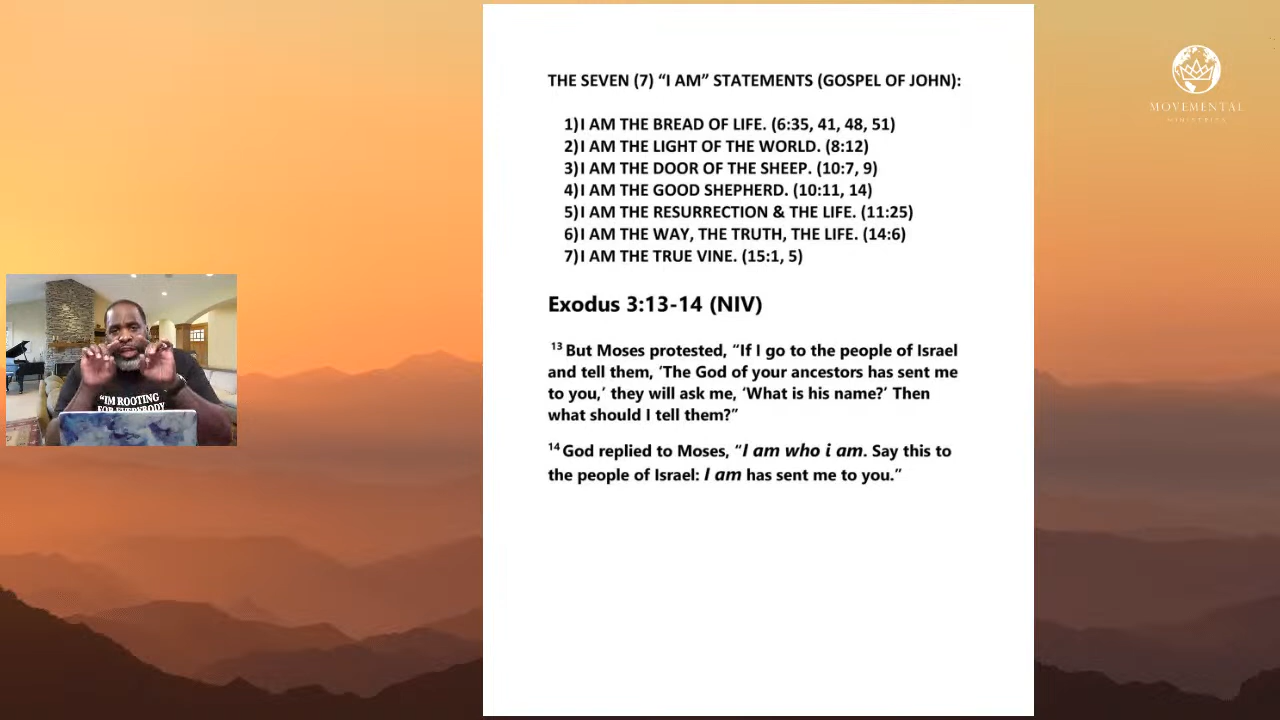 THE SEVEN (7) “I AM” STATEMENTS (GOSPEL OF JOHN):
1)I AM THE BREAD OF LIFE. (6:35, 41, 48, 51)
2)I AM THE LIGHT OF THE WORLD. (8:12)
3)I AM THE DOOR OF THE SHEEP. (10:7, 9)
4)I AM THE GOOD SHEPHERD. (10:11, 14)
5)I AM THE RESURRECTION & THE LIFE. (11:25)
6)I AM THE WAY, THE TRUTH, THE LIFE. (14:6)
7)I AM THE TRUE VINE. (15:1, 5)
Exodus 3:13-14 (NIV)
13 But Moses protested, “If I go to the people of Israel
and tell them, ‘The God of your ancestors has sent me
to you,’ they will ask me, ‘What is his name?’ Then
what should I tell them?”
14 God replied to Moses, “I am who i am. Say this to
the people of Israel: I am has sent me to you.”
MOVEMENTAL
MINISTRIES
“IM ROOTING
FOR EVERYBODY